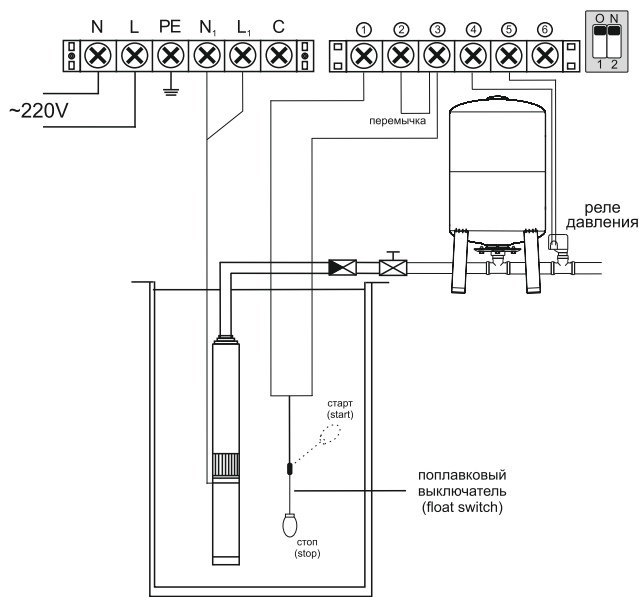 N L PE N₁ L₁ C
1 2 3 4 5 6
O N
1 2
~220V
перемычка
реле
давления
старт
(start)
поплавковый
выключатель
(float switch)
стоп
(stop)